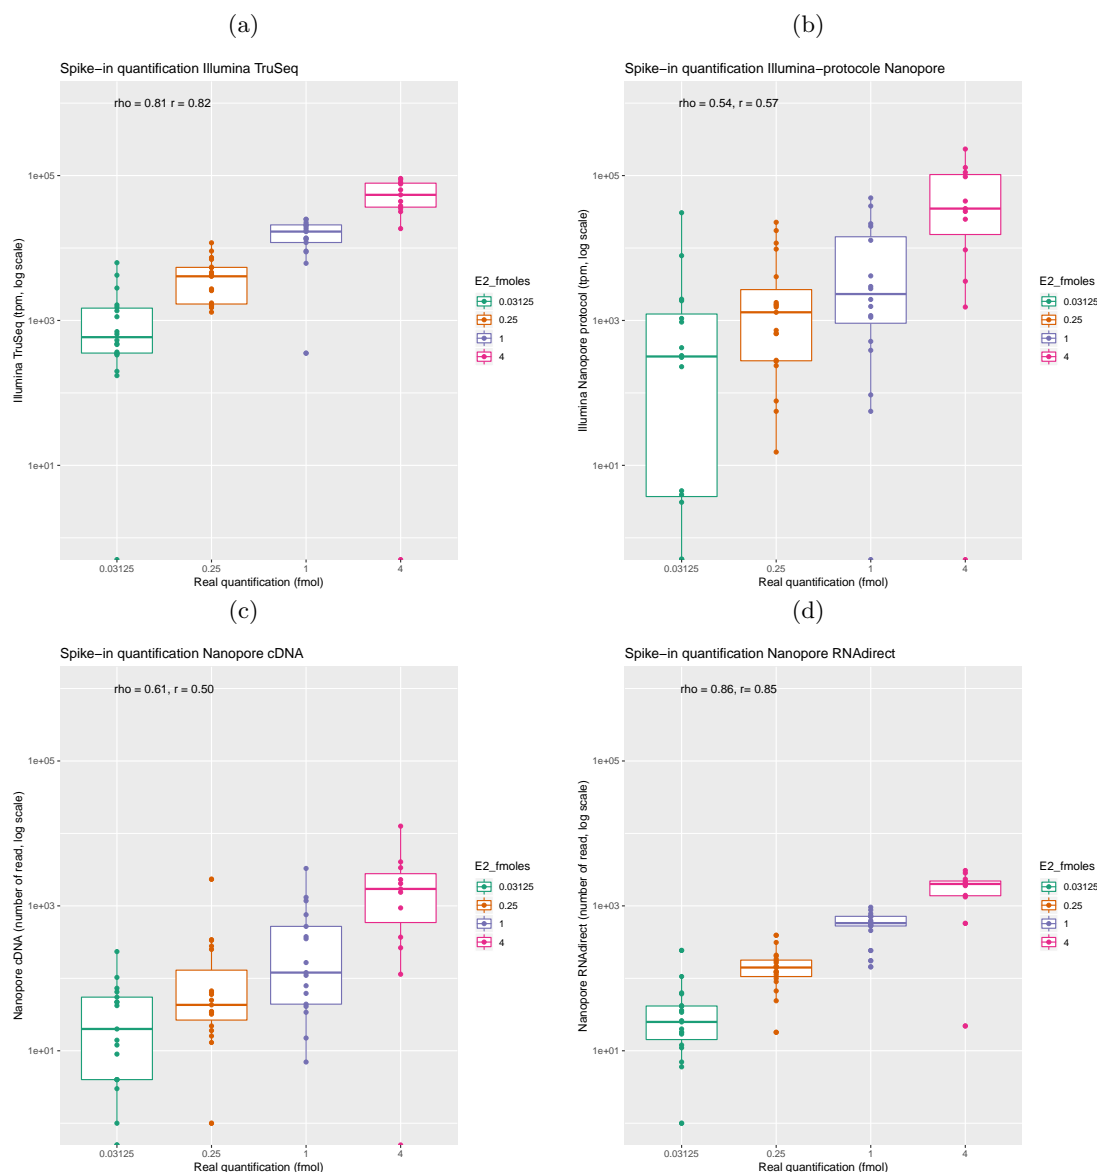 (a)
Spike−in quantification Illumina TruSeq
rho = 0.81 r = 0.82
Illumina TruSeq (tpm, log scale)
1e+05
1e+03
1e+01
0.03125 0.25 1 4
Real quantification (fmol)
E2_fmoles
0.03125
0.25
1
4
(b)
Spike−in quantification Illumina−protocole Nanopore
rho = 0.54, r = 0.57
Illumina Nanopore protocol (tpm, log scale)
1e+05
1e+03
1e+01
0.03125 0.25 1 4
Real quantification (fmol)
E2_fmoles
0.03125
0.25
1
4
(c)
Spike−in quantification Nanopore cDNA
rho = 0.61, r = 0.50
Nanopore cDNA (number of read, log scale)
1e+05
1e+03
1e+01
0.03125 0.25 1 4
Real quantification (fmol)
E2_fmoles
0.03125
0.25
1
4
(d)
Spike−in quantification Nanopore RNAdirect
rho = 0.86, r= 0.85
Nanopore RNAdirect (number of read, log scale)
1e+05
1e+03
1e+01
0.03125 0.25 1 4
Real quantification (fmol)
E2_fmoles
0.03125
0.25
1
4